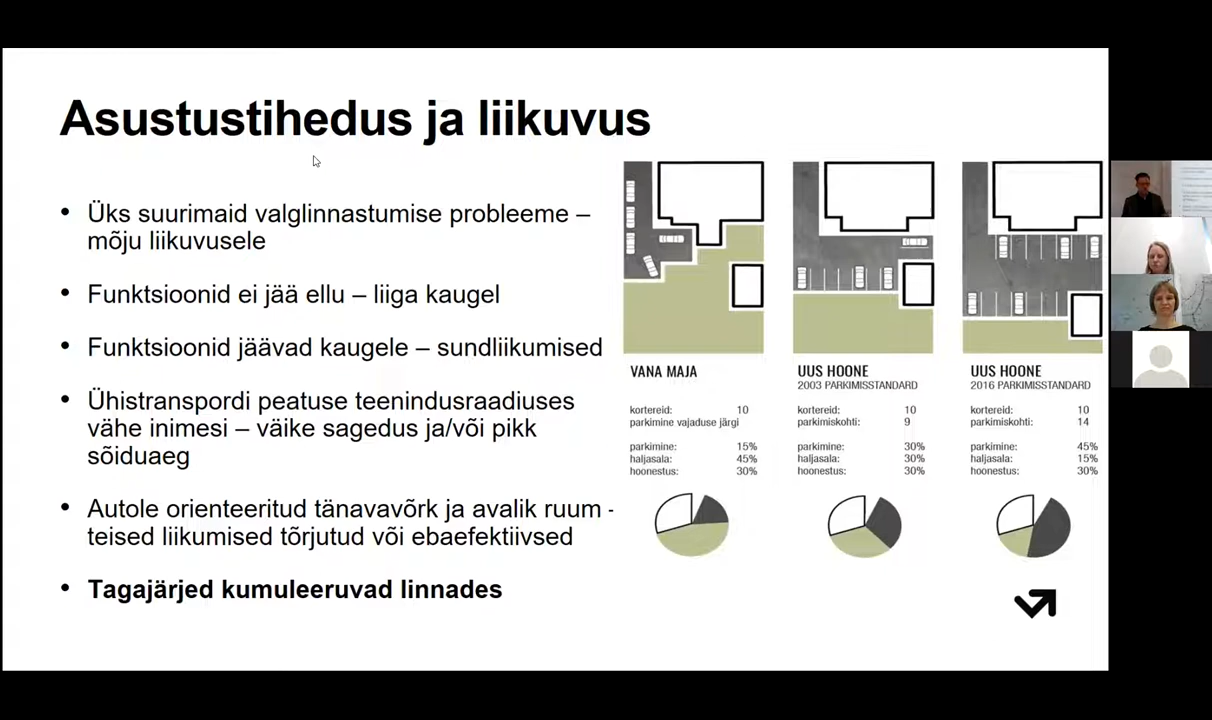 Asustustihedus ja liikuvus
• Üks suurimaid valglinnastumise probleeme –
mõju liikuvusele
• Funktsioonid ei jää ellu – liiga kaugel
• Funktsioonid jäävad kaugele – sundliikumised
• Ühistranspordi peatuse teenindusraadiuses
vähe inimesi – väike sagedus ja/või pikk
sõiduaeg
• Autole orienteeritud tänavavõrk ja avalik ruum -
teised liikumised tõrjutud või ebaefektiivsed
• Tagajärjed kumuleeruvad linnades
VANA MAJA
kortereid: 10
parkimine vajaduse järgi
parkimine: 15%
haljasala: 45%
hoonestus: 30%
UUS HOONE
2003 PARKIMISSTANDARD
kortereid: 10
parkimiskohti: 9
parkimine: 30%
haljasala: 30%
hoonestus: 30%
UUS HOONE
2016 PARKIMISSTANDARD
kortereid: 10
parkimiskohti: 14
parkimine: 45%
haljasala: 15%
hoonestus: 30%